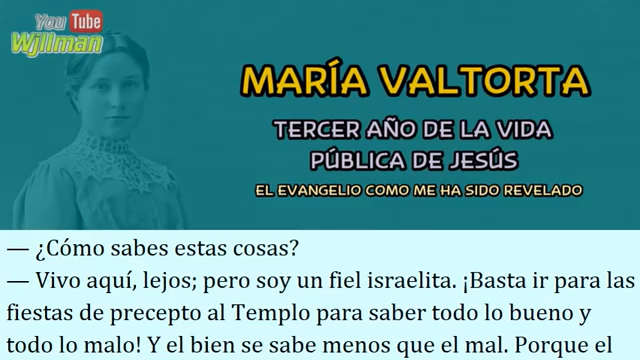 You Tube
Wjllman
MARÍA VALTORTA
TERCER AÑO DE LA VIDA
PÚBLICA DE JESÚS
EL EVANGELIO COMO ME HA SIDO REVELADO
— ¿Cómo sabes estas cosas?
— Vivo aquí, lejos; pero soy un fiel israelita. ¡Basta ir para las
fiestas de precepto al Templo para saber todo lo bueno y
todo lo malo! Y el bien se sabe menos que el mal. Porque el